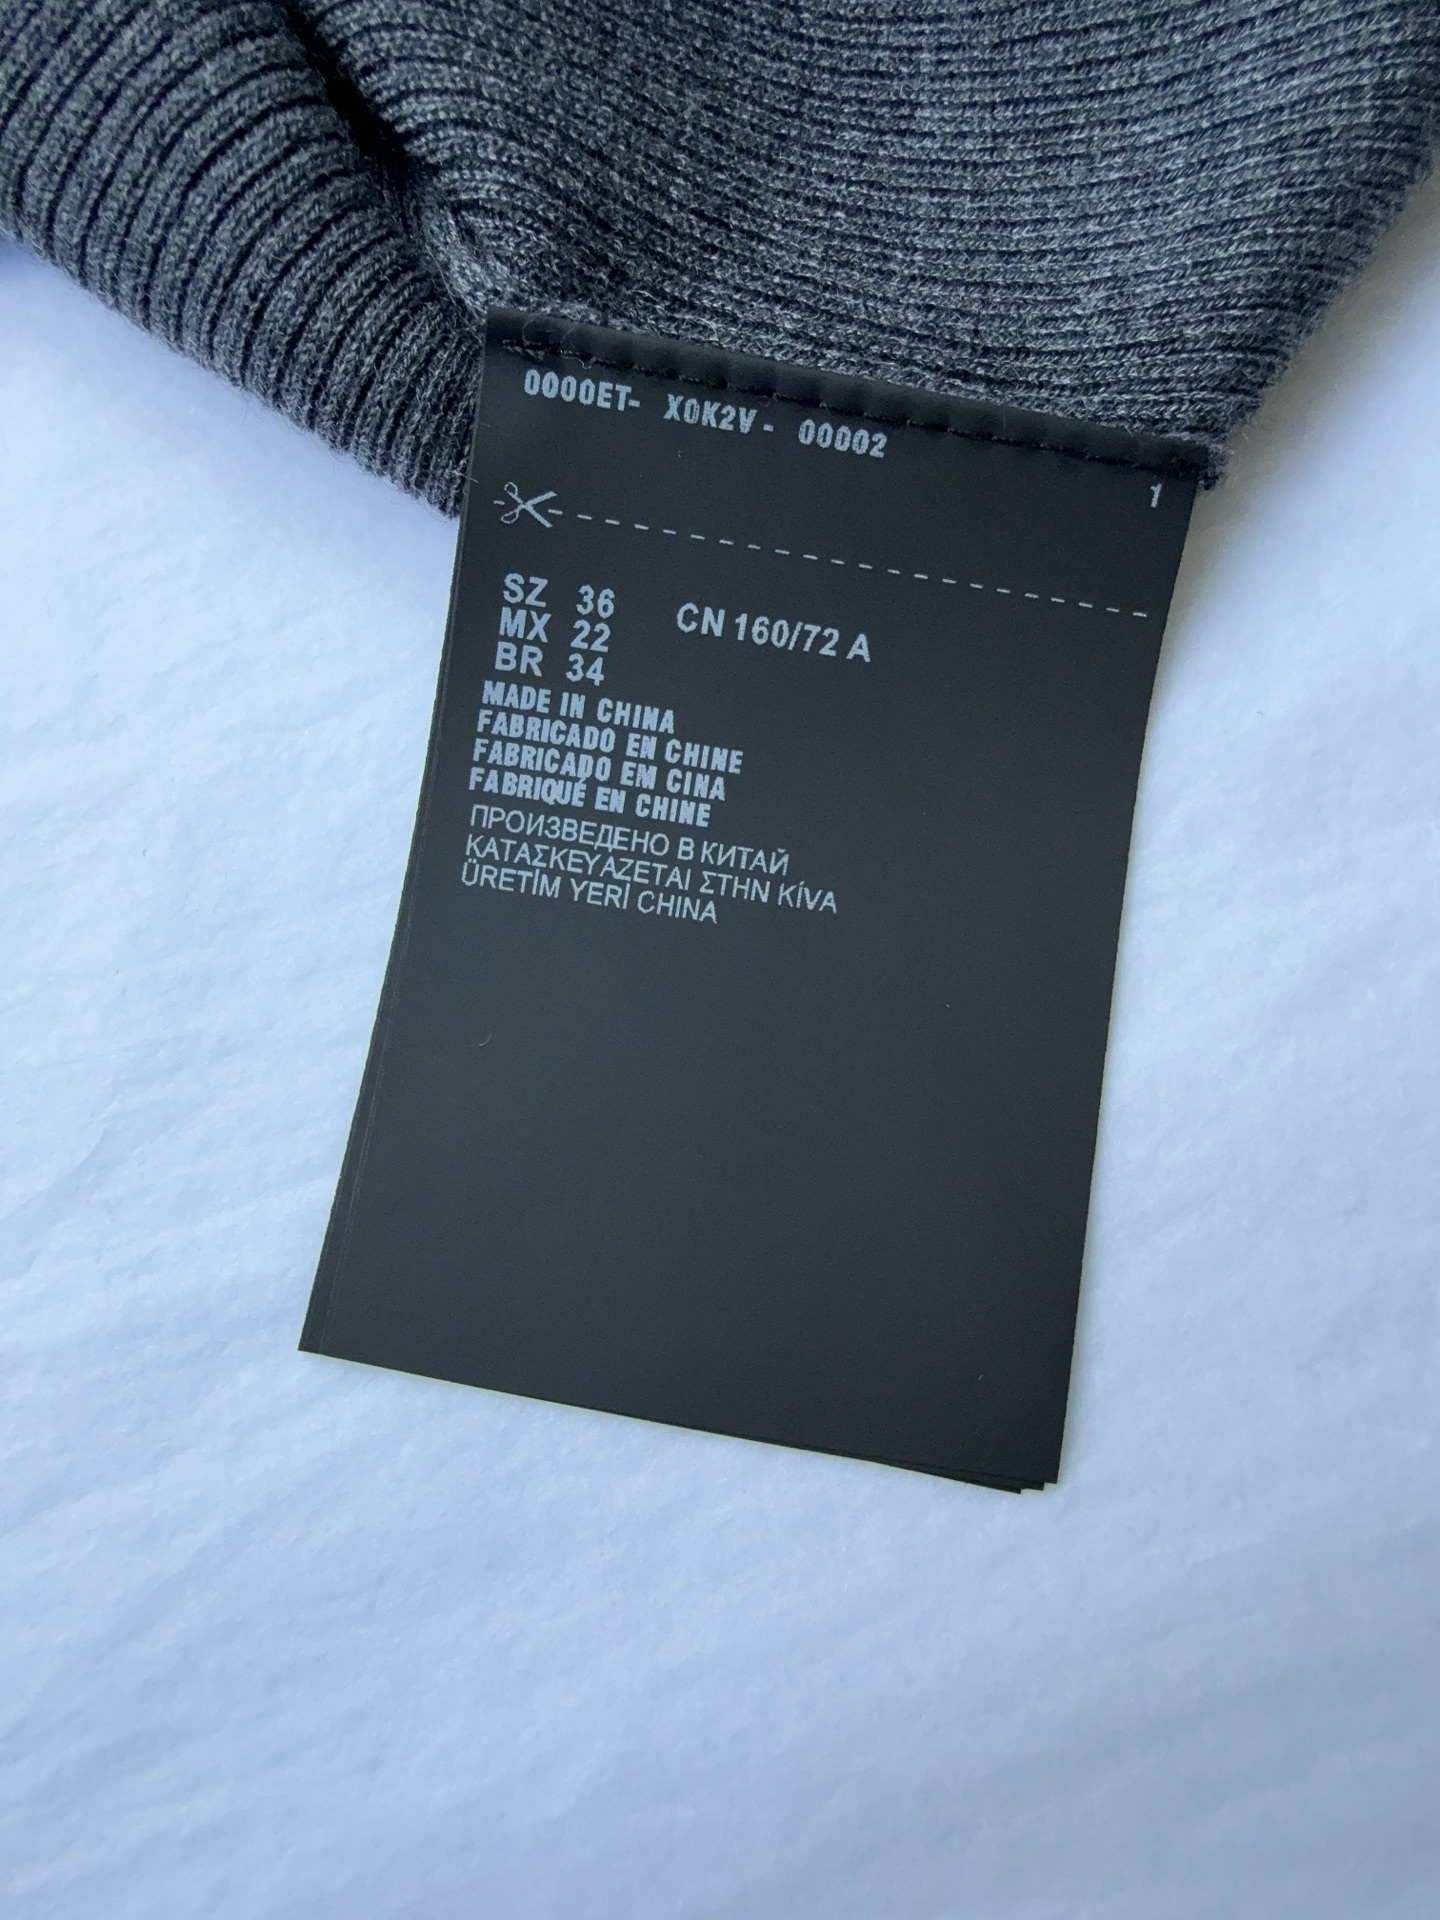 0000ET- X0K2V- 00002
1
SZ 36 CN 160/72 A
MX 22
BR 34
MADE IN CHINA
FABRICADO EN CHINE
FABRICADO EM CINA
FABRIQUÉ EN CHINE
ПРОИЗВЕДЕНО В КИТАЙ
ΚΑΤΑΣΚΕΥΑΖΕΤΑΙ ΣΤΗΝ ΚίVΑ
ÜRETİM YERİ CHINA